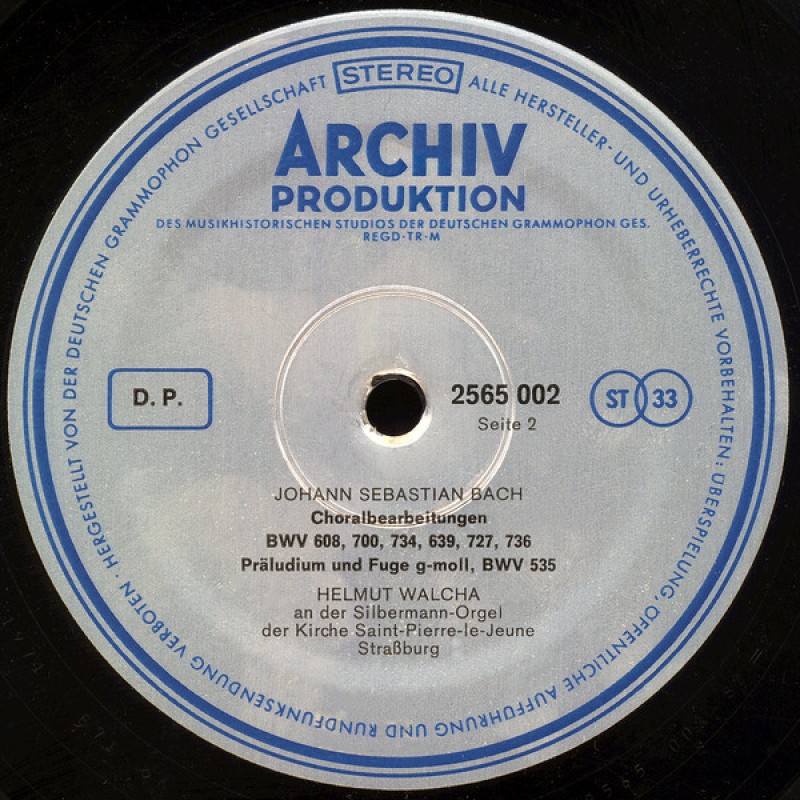 STEREO
HERGESTELLT VON DER DEUTSCHEN GRAMMOPHON GESELLSCHAFT
ALLE HERSTELLER- UND URHEBERRECHTE VORBEHALTEN: ÜBERSPIELUNG, ÖFFENTLICHE AUFFÜHRUNG UND RUNDFUNKSENDUNG VERBOTEN ·
ARCHIV
PRODUKTION
DES MUSIKHISTORISCHEN STUDIOS DER DEUTSCHEN GRAMMOPHON GES.
REGD-TR-M
D. P.
2565 002
Seite 2
ST 33
JOHANN SEBASTIAN BACH
Choralbearbeitungen
BWV 608, 700, 734, 639, 727, 736
Präludium und Fuge g-moll, BWV 535
HELMUT WALCHA
an der Silbermann-Orgel
der Kirche Saint-Pierre-le-Jeune
Straßburg